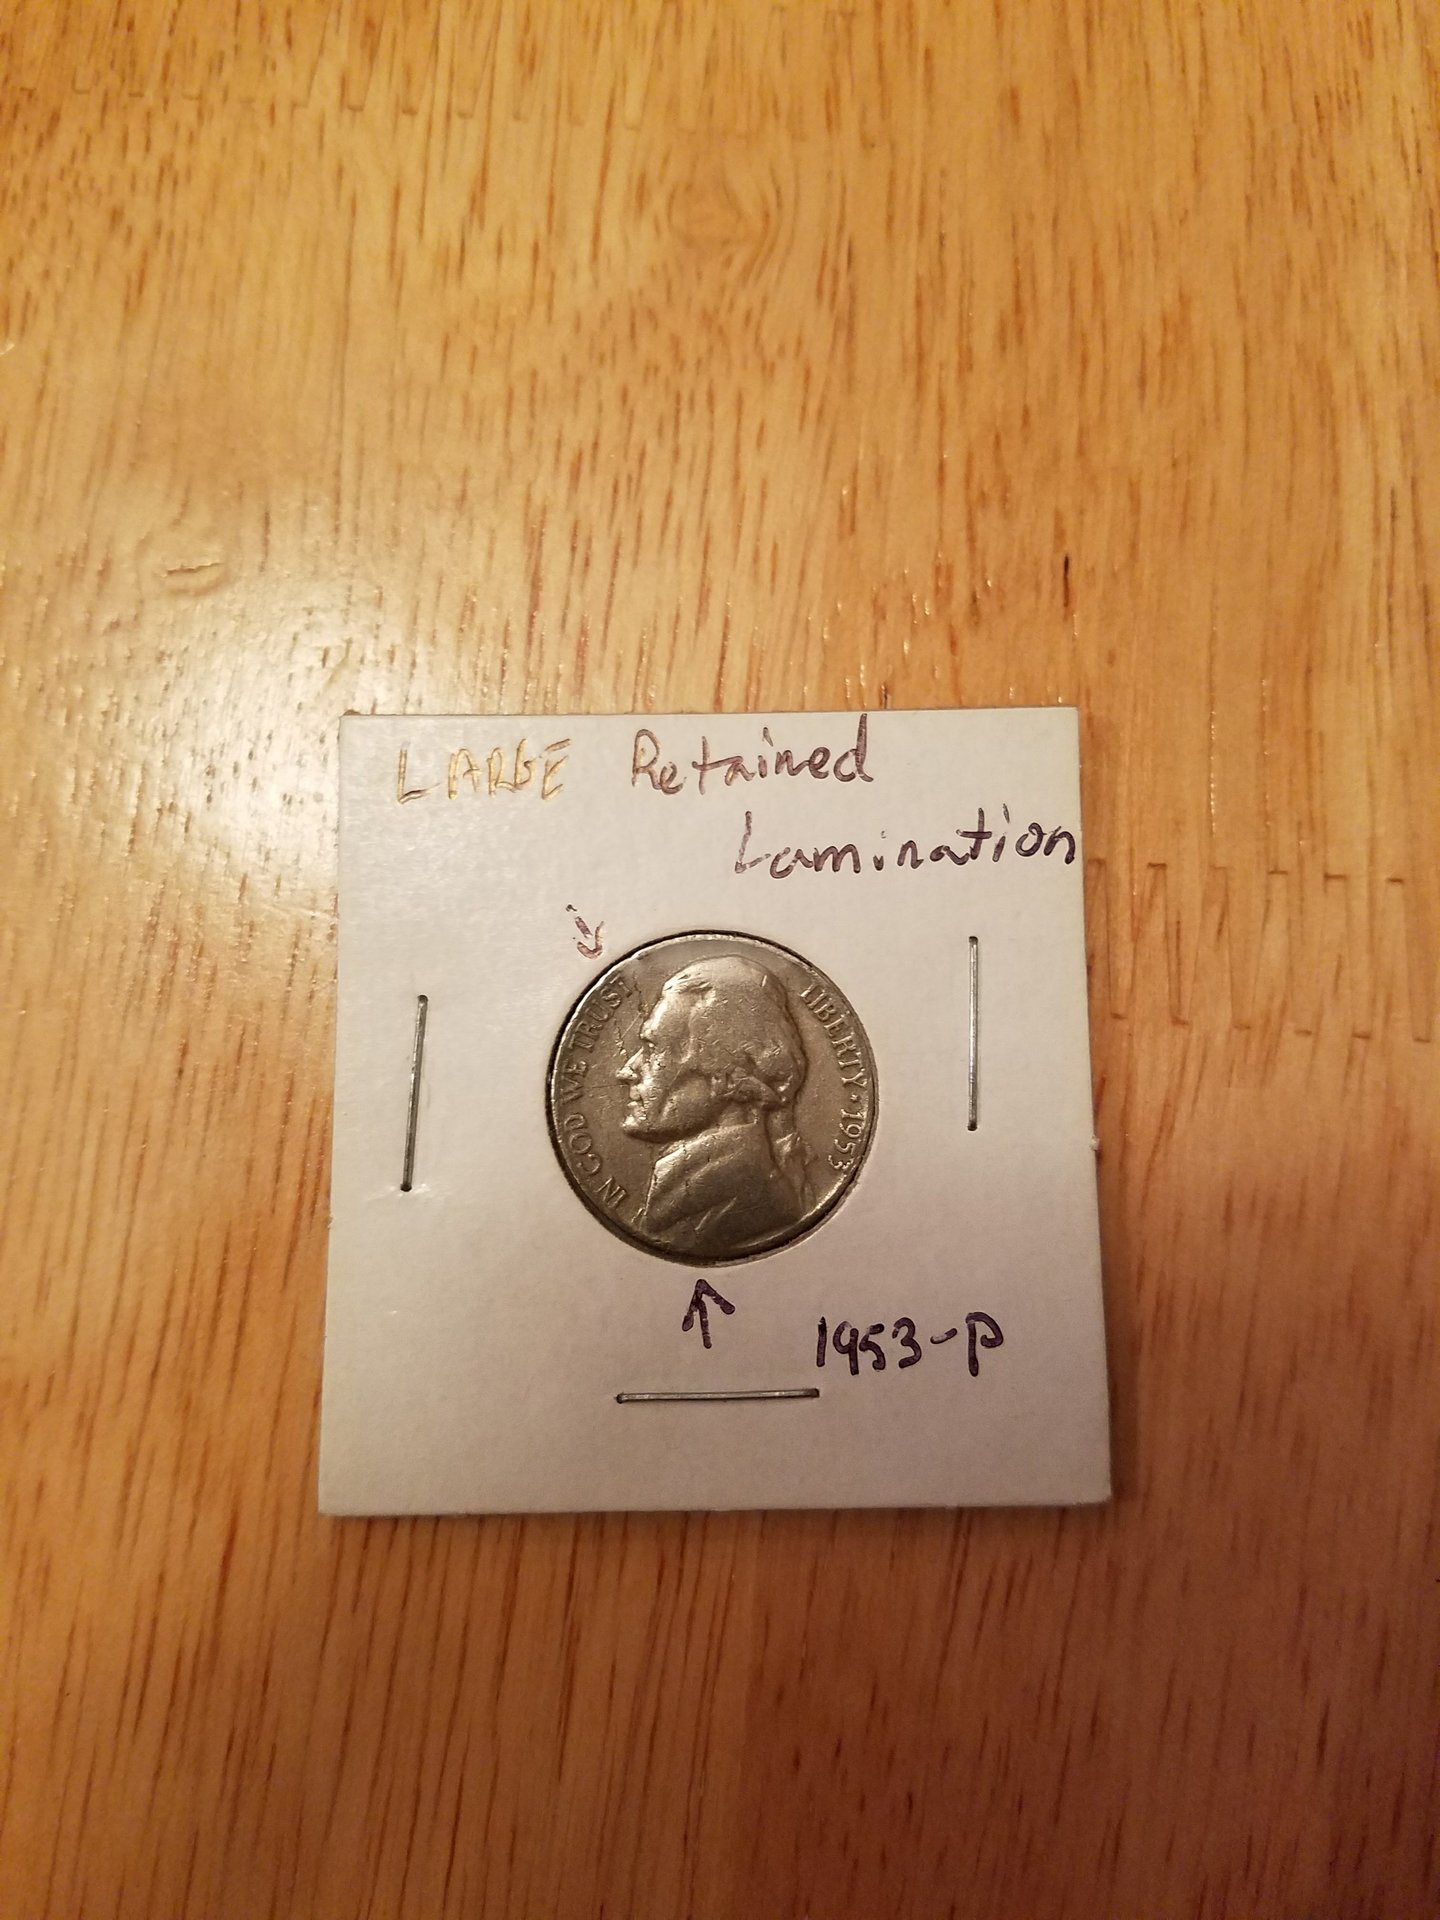 LARGE Retained
Lamination
IN GOD WE TRUST
LIBERTY * 1953
1953-P